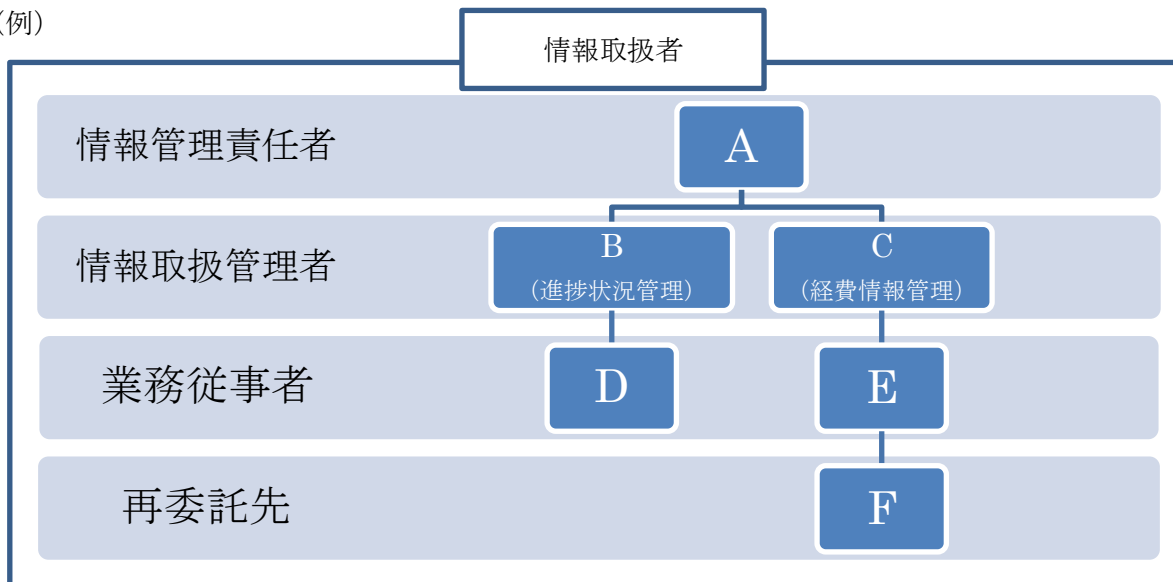 (例)
情報取扱者
情報管理責任者
A
情報取扱管理者
B
(進捗状況管理)
C
(経費情報管理)
業務従事者
D
E
再委託先
F